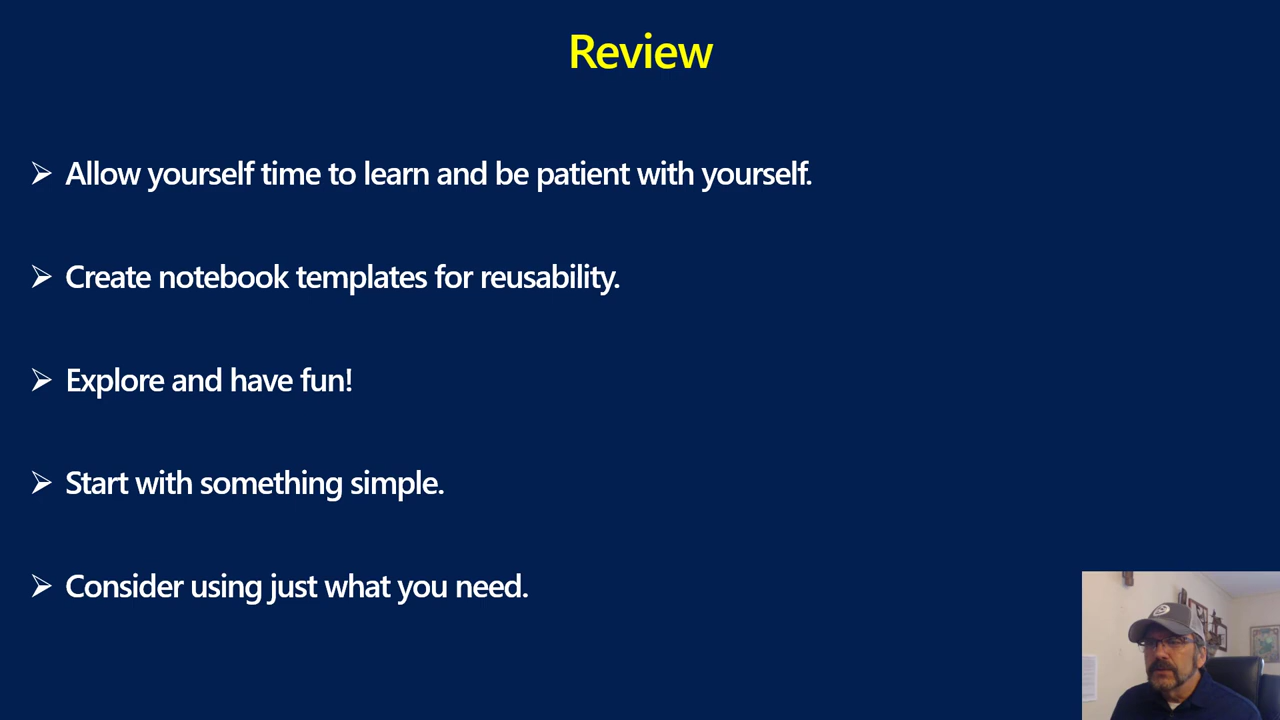 Review
Allow yourself time to learn and be patient with yourself.
Create notebook templates for reusability.
Explore and have fun!
Start with something simple.
Consider using just what you need.